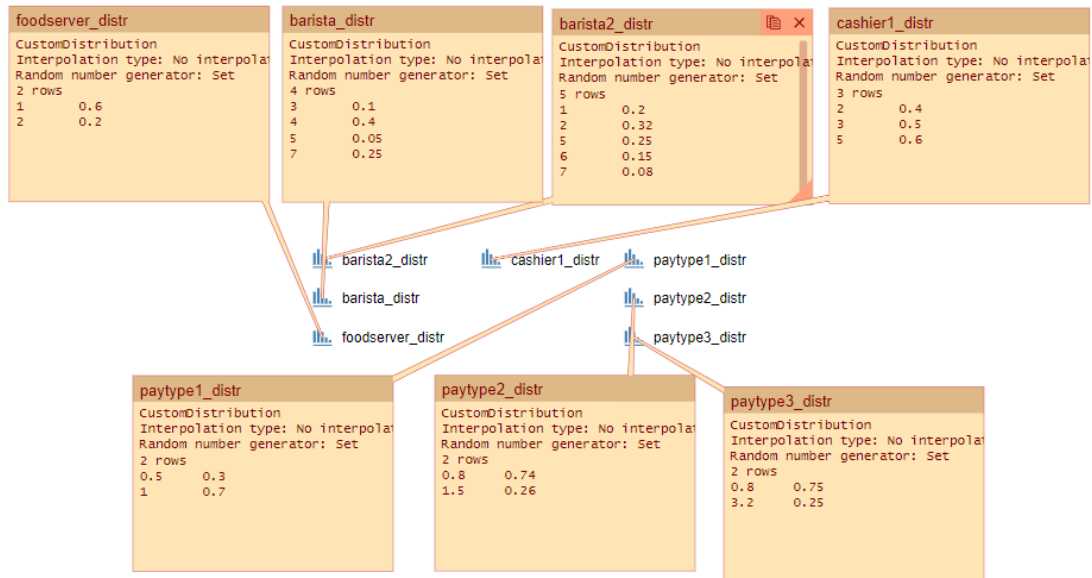 foodserver_distr
CustomDistribution
Interpolation type: No interpolat
Random number generator: Set
2 rows
1 0.6
2 0.2
barista_distr
CustomDistribution
Interpolation type: No interpolat
Random number generator: Set
4 rows
3 0.1
4 0.4
5 0.05
7 0.25
barista2_distr
CustomDistribution
Interpolation type: No interpolat
Random number generator: Set
5 rows
1 0.2
2 0.32
5 0.25
6 0.15
7 0.08
cashier1_distr
CustomDistribution
Interpolation type: No interpolat
Random number generator: Set
3 rows
2 0.4
3 0.5
5 0.6
barista2_distr
cashier1_distr
paytype1_distr
barista_distr
paytype2_distr
foodserver_distr
paytype3_distr
paytype1_distr
CustomDistribution
Interpolation type: No interpolat
Random number generator: Set
2 rows
0.5 0.3
1 0.7
paytype2_distr
CustomDistribution
Interpolation type: No interpolat
Random number generator: Set
2 rows
0.8 0.74
1.5 0.26
paytype3_distr
CustomDistribution
Interpolation type: No interpolat
Random number generator: Set
2 rows
0.8 0.75
3.2 0.25